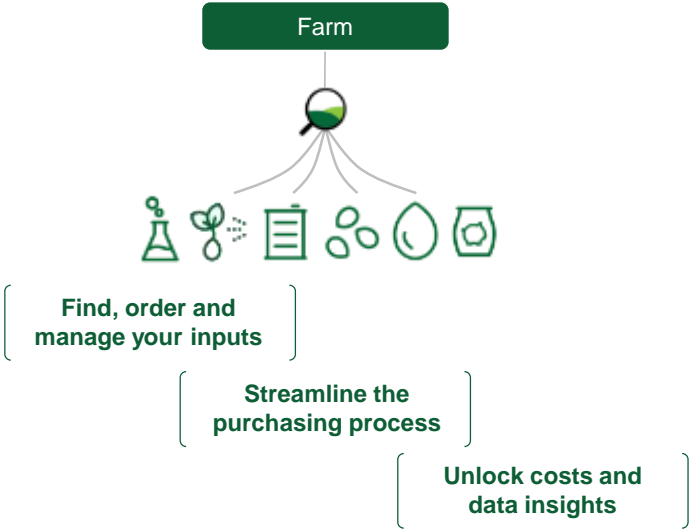 Farm
Find, order and
manage your inputs
Streamline the
purchasing process
Unlock costs and
data insights